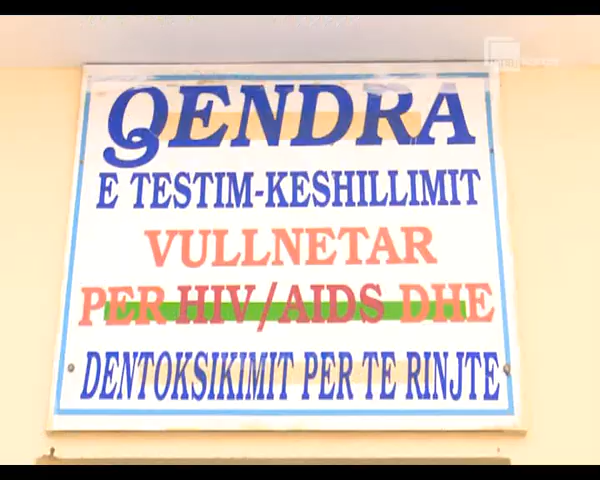 QENDRA
E TESTIM-KESHILLIMIT
VULLNETAR
PER HIV/AIDS DHE
DENTOKSIKIMIT PER TE RINJTE